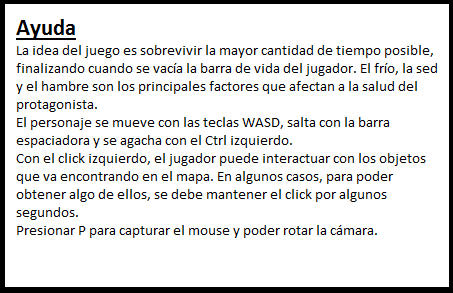 Ayuda
La idea del juego es sobrevivir la mayor cantidad de tiempo posible,
finalizando cuando se vacía la barra de vida del jugador. El frío, la sed
y el hambre son los principales factores que afectan a la salud del
protagonista.
El personaje se mueve con las teclas WASD, salta con la barra
espaciadora y se agacha con el Ctrl izquierdo.
Con el click izquierdo, el jugador puede interactuar con los objetos
que va encontrando en el mapa. En algunos casos, para poder
obtener algo de ellos, se debe mantener el click por algunos
segundos.
Presionar P para capturar el mouse y poder rotar la cámara.